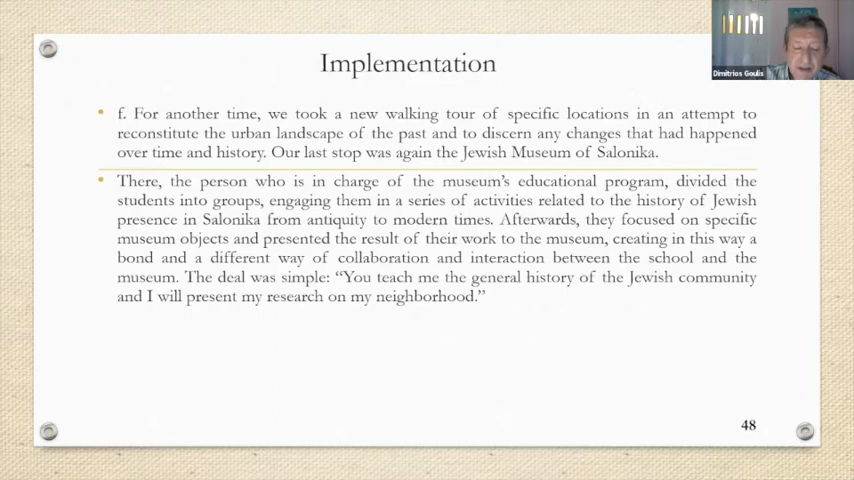 Implementation
Dimitrios Goulis
• f. For another time, we took a new walking tour of specific locations in an attempt to
reconstitute the urban landscape of the past and to discern any changes that had happened
over time and history. Our last stop was again the Jewish Museum of Salonika.
• There, the person who is in charge of the museum's educational program, divided the
students into groups, engaging them in a series of activities related to the history of Jewish
presence in Salonika from antiquity to modern times. Afterwards, they focused on specific
museum objects and presented the result of their work to the museum, creating in this way a
bond and a different way of collaboration and interaction between the school and the
museum. The deal was simple: “You teach me the general history of the Jewish community
and I will present my research on my neighborhood.”
48